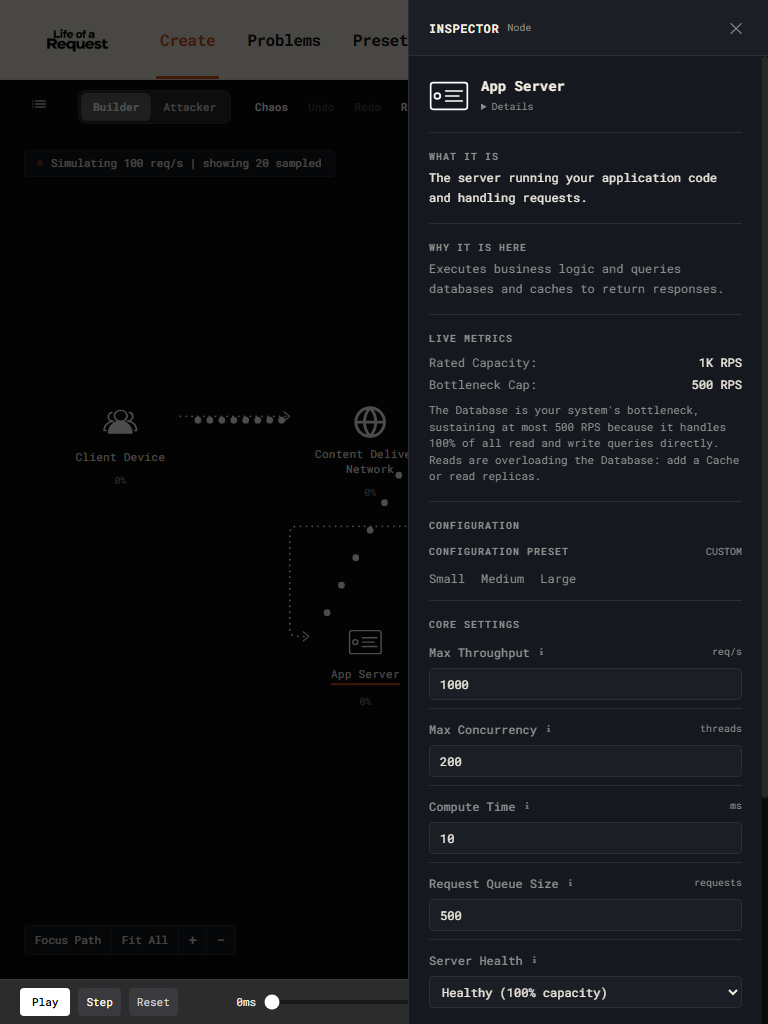 Life of a
Request
Create
Problems
Preset
Builder
Attacker
Chaos
Undo
Redo
R
Simulating 100 req/s | showing 20 sampled
Client Device
0%
Content Delive
Network
0%
App Server
0%
Focus Path
Fit All
+
−
Play
Step
Reset
0ms
INSPECTOR Node
App Server
▶ Details
WHAT IT IS
The server running your application code
and handling requests.
WHY IT IS HERE
Executes business logic and queries
databases and caches to return responses.
LIVE METRICS
Rated Capacity: 1K RPS
Bottleneck Cap: 500 RPS
The Database is your system's bottleneck,
sustaining at most 500 RPS because it handles
100% of all read and write queries directly.
Reads are overloading the Database: add a Cache
or read replicas.
CONFIGURATION
CONFIGURATION PRESET CUSTOM
Small Medium Large
CORE SETTINGS
Max Throughput i req/s
1000
Max Concurrency i threads
200
Compute Time i ms
10
Request Queue Size i requests
500
Server Health i
Healthy (100% capacity)